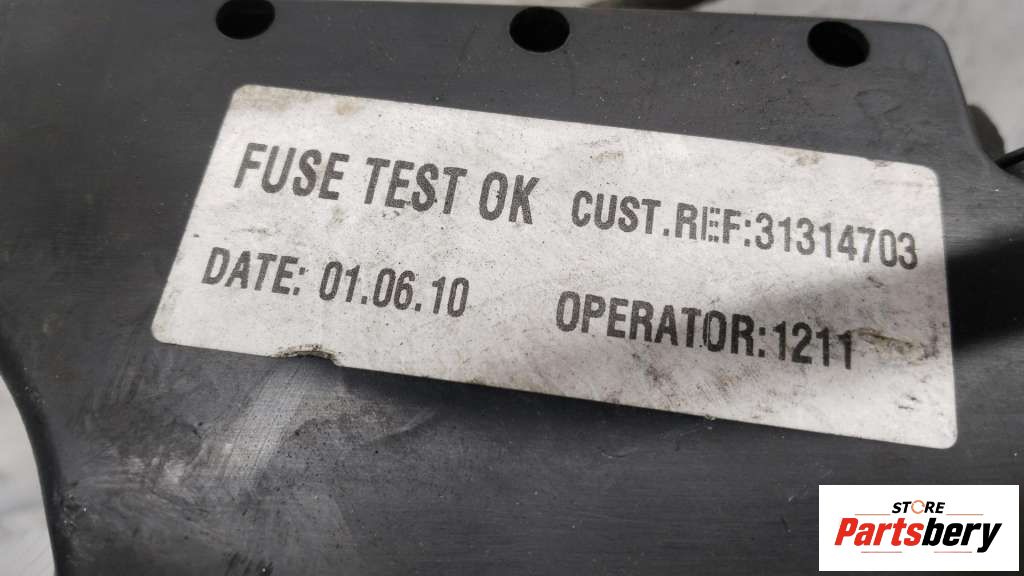 FUSE TEST OK CUST.REF:31314703
DATE: 01.06.10 OPERATOR:1211
STORE
Partsbery